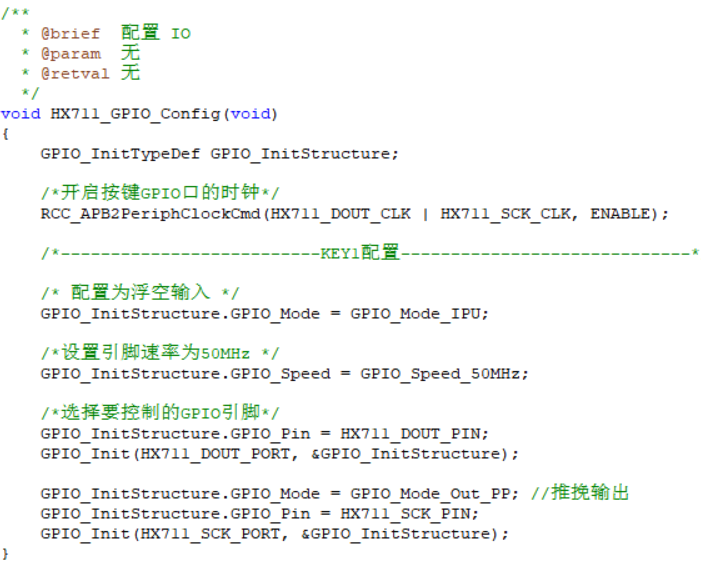 /**
  * @brief  配置 IO
  * @param  无
  * @retval 无
  */
void HX711_GPIO_Config(void)
{
    GPIO_InitTypeDef GPIO_InitStructure;

    /*开启按键GPIO口的时钟*/
    RCC_APB2PeriphClockCmd(HX711_DOUT_CLK | HX711_SCK_CLK, ENABLE);

    /*--------------------------KEY1配置-----------------------------*

    /* 配置为浮空输入 */
    GPIO_InitStructure.GPIO_Mode = GPIO_Mode_IPU;

    /*设置引脚速率为50MHz */
    GPIO_InitStructure.GPIO_Speed = GPIO_Speed_50MHz;

    /*选择要控制的GPIO引脚*/
    GPIO_InitStructure.GPIO_Pin = HX711_DOUT_PIN;
    GPIO_Init(HX711_DOUT_PORT, &GPIO_InitStructure);

    GPIO_InitStructure.GPIO_Mode = GPIO_Mode_Out_PP; //推挽输出
    GPIO_InitStructure.GPIO_Pin = HX711_SCK_PIN;
    GPIO_Init(HX711_SCK_PORT, &GPIO_InitStructure);
}